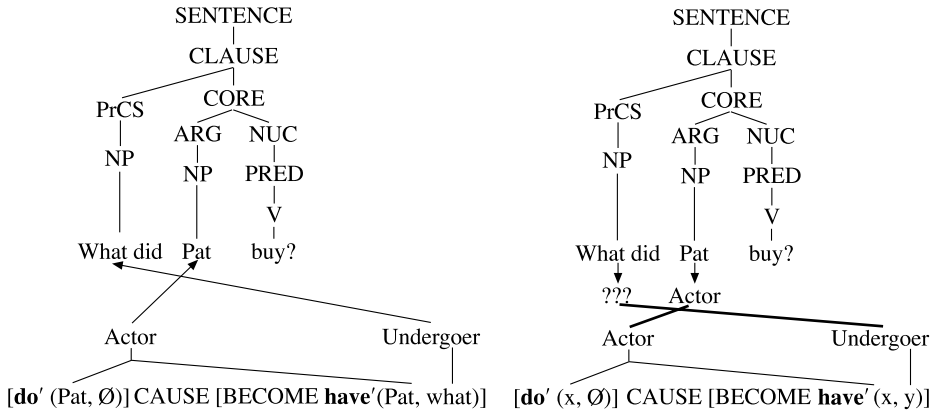 SENTENCE
CLAUSE
PrCS CORE
ARG NUC
NP NP PRED
V
What did Pat buy?
Actor Undergoer
[do′ (Pat, Ø)] CAUSE [BECOME have′(Pat, what)]
SENTENCE
CLAUSE
PrCS CORE
ARG NUC
NP NP PRED
V
What did Pat buy?
??? Actor
Actor Undergoer
[do′ (x, Ø)] CAUSE [BECOME have′ (x, y)]